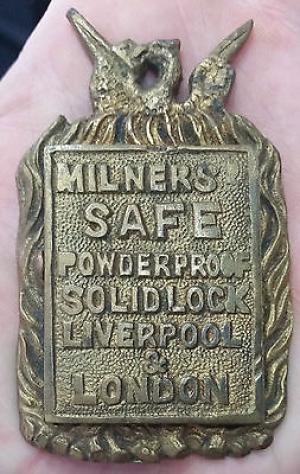 MILNERS'
SAFE
POWDERPROOF
SOLIDLOCK
LIVERPOOL
&
LONDON